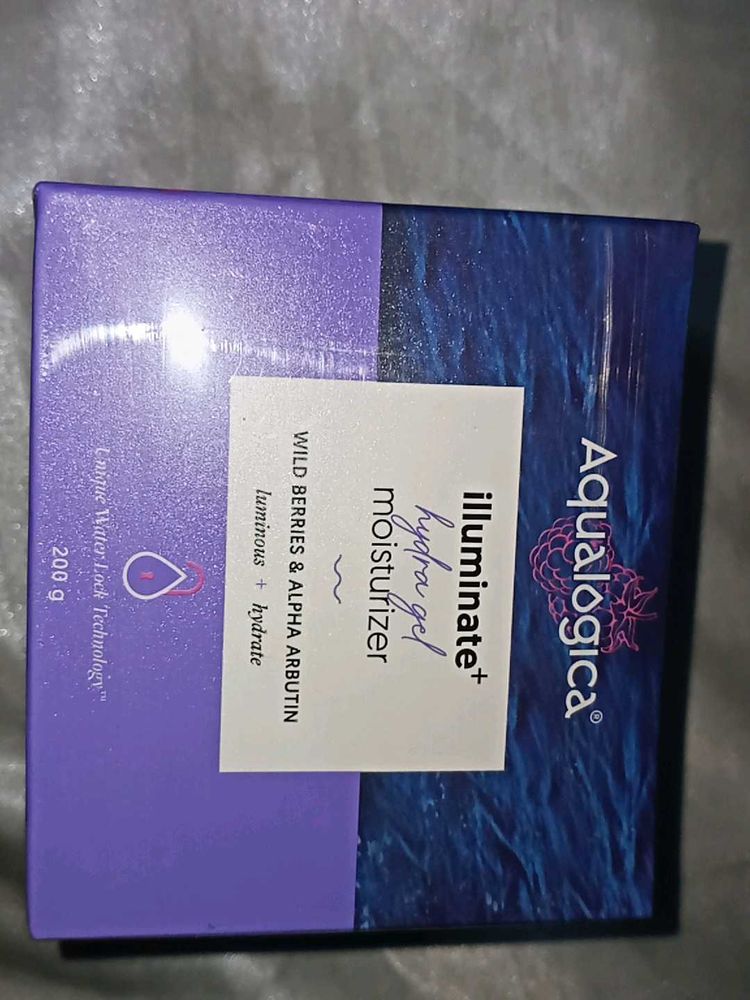 Aqualogica®
illuminate+
hydra gel
moisturizer
WILD BERRIES & ALPHA ARBUTIN
luminous + hydrate
Unique Water Lock Technology™
200 g